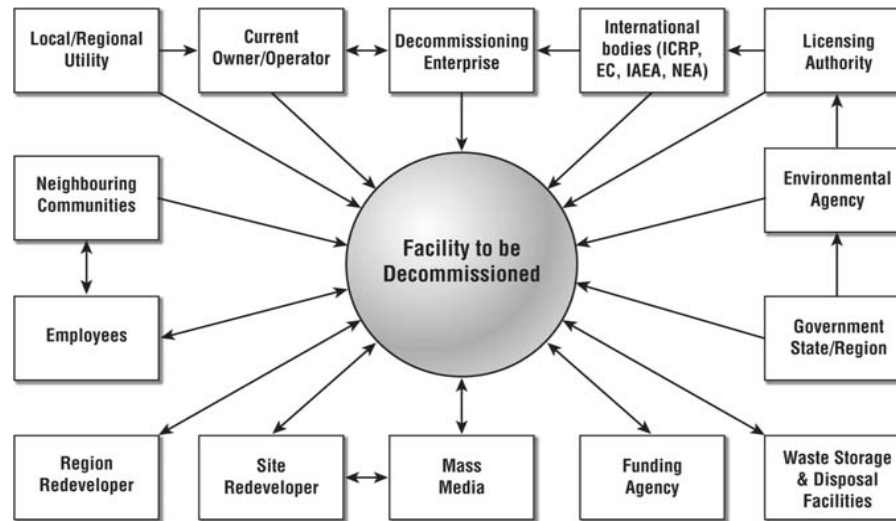 Local/Regional
Utility
Current
Owner/Operator
Decommissioning
Enterprise
International
bodies (ICRP,
EC, IAEA, NEA)
Licensing
Authority
Neighbouring
Communities
Environmental
Agency
Facility to be
Decommissioned
Employees
Government
State/Region
Region
Redeveloper
Site
Redeveloper
Mass
Media
Funding
Agency
Waste Storage
& Disposal
Facilities